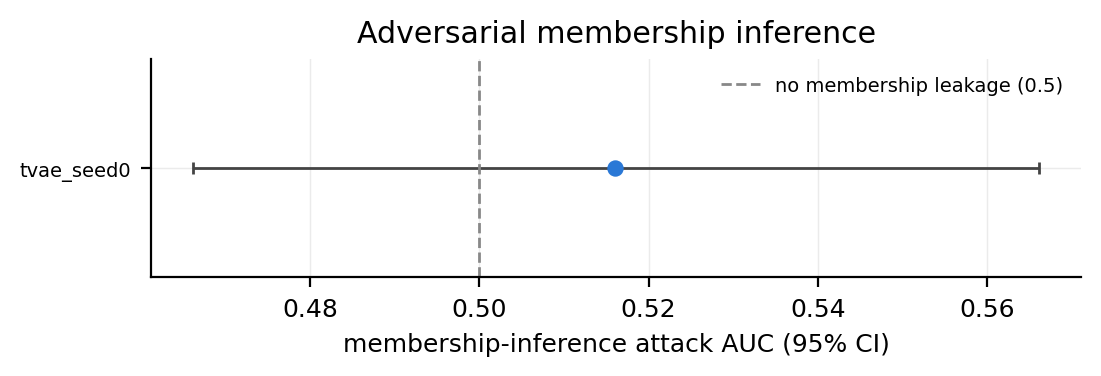 Adversarial membership inference
no membership leakage (0.5)
tvae_seed0
0.48 0.50 0.52 0.54 0.56
membership-inference attack AUC (95% CI)